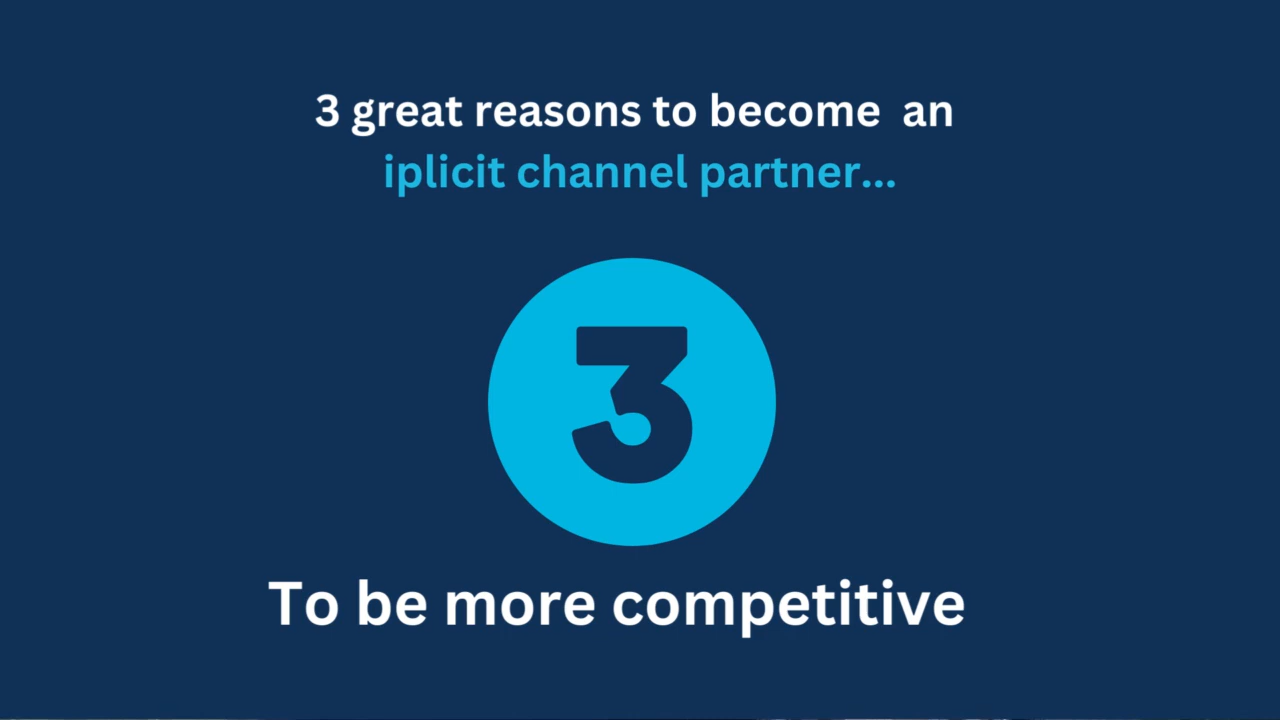 3 great reasons to become  an
iplicit channel partner...
3
To be more competitive